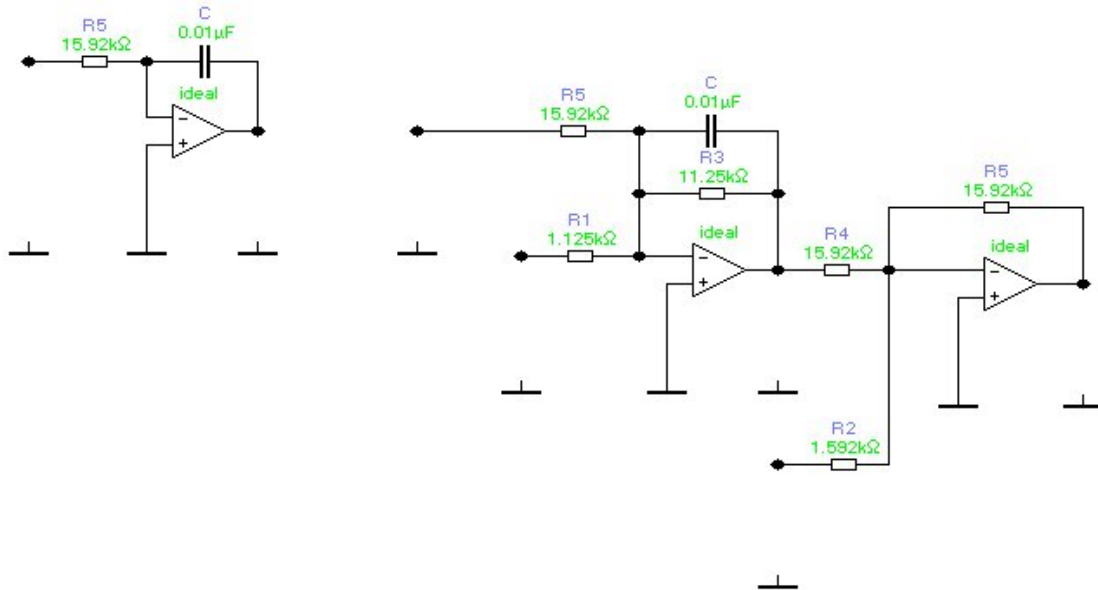 R5
15.92kΩ
C
0.01µF
ideal
R5
15.92kΩ
C
0.01µF
R3
11.25kΩ
R1
1.125kΩ
ideal
R4
15.92kΩ
R5
15.92kΩ
ideal
R2
1.592kΩ